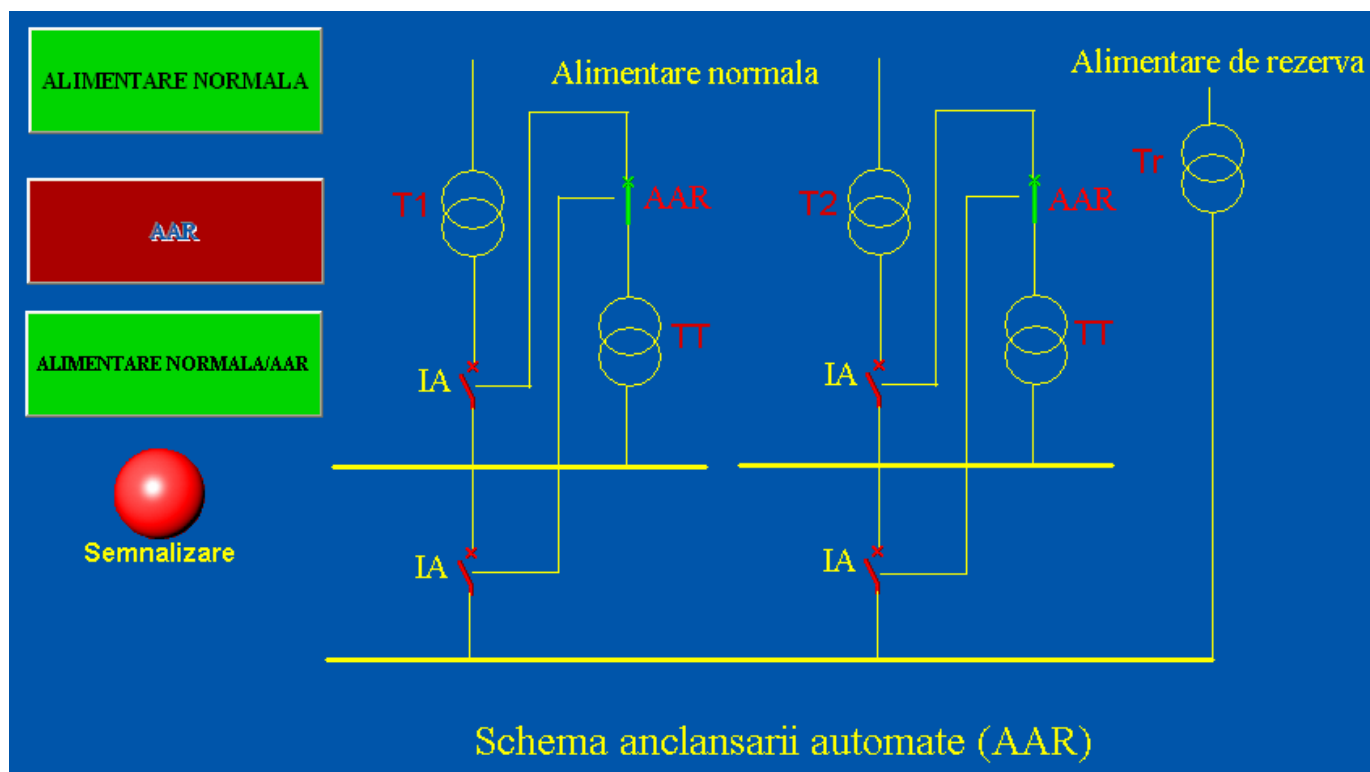 ALIMENTARE NORMALA
AAR
ALIMENTARE NORMALA/AAR
Semnalizare
Alimentare normala
Alimentare de rezerva
T1
AAR
TT
IA
IA
T2
AAR
TT
IA
IA
Tr
Schema anclansarii automate (AAR)